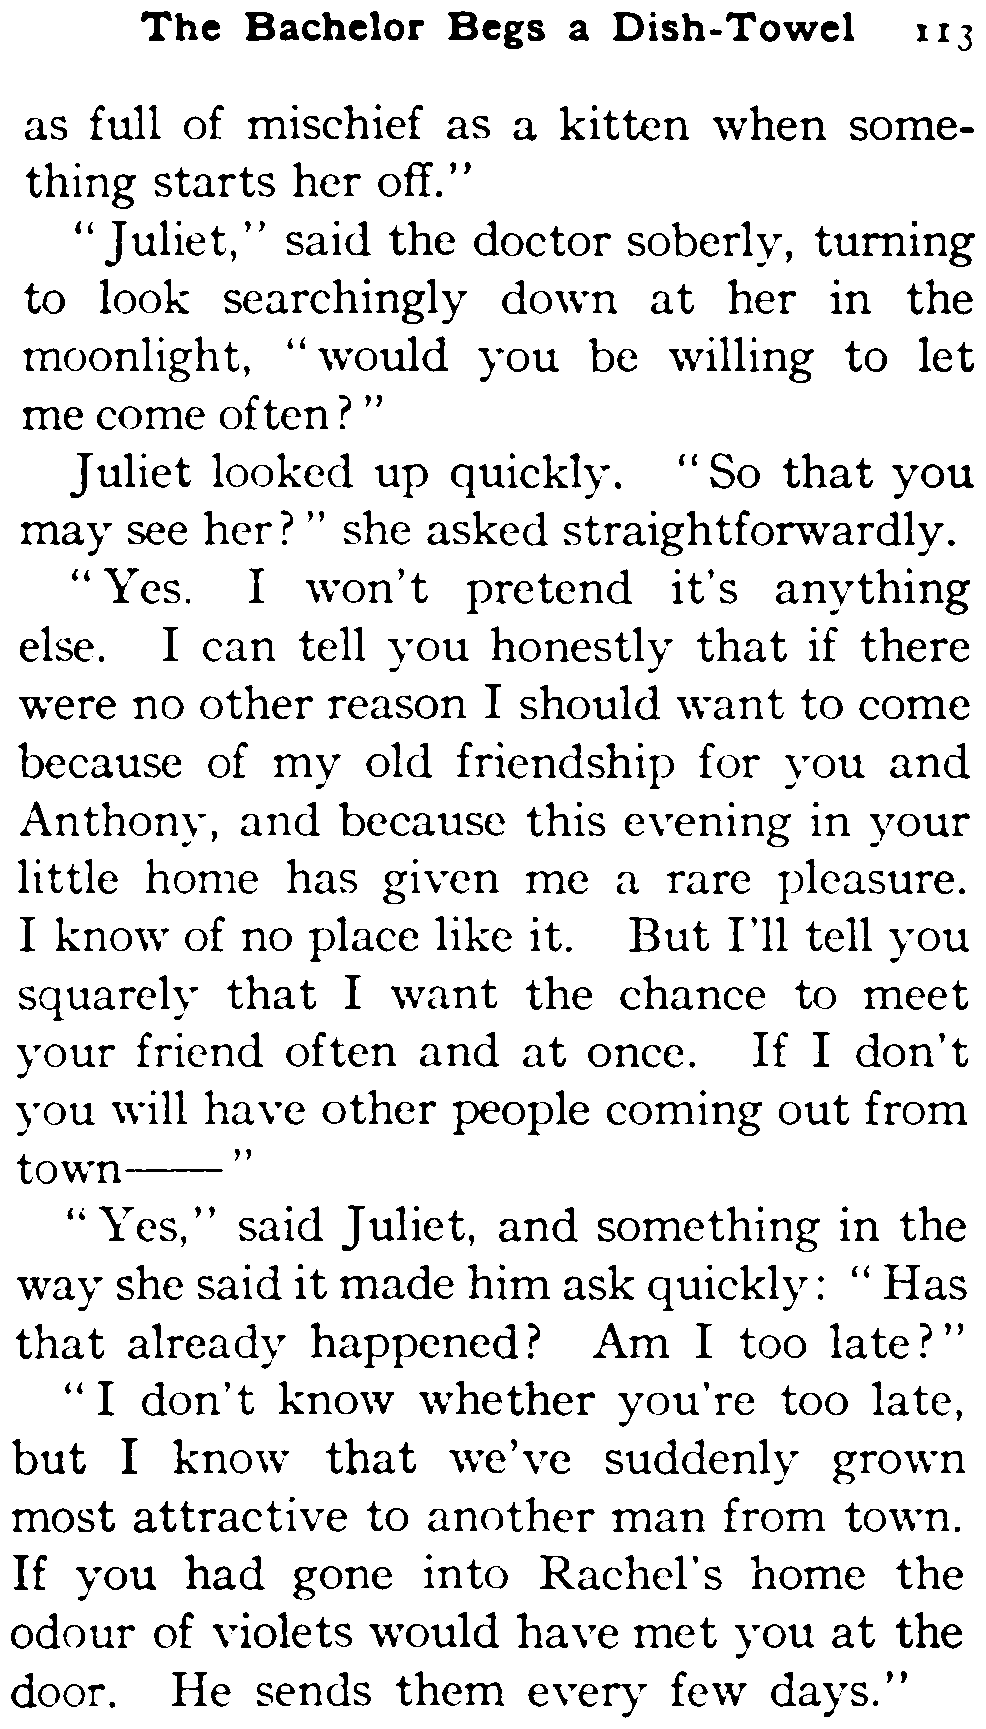 The Bachelor Begs a Dish-Towel 113
as full of mischief as a kitten when some-
thing starts her off."
"Juliet," said the doctor soberly, turning
to look searchingly down at her in the
moonlight, "would you be willing to let
me come often?"
Juliet looked up quickly. "So that you
may see her?" she asked straightforwardly.
"Yes. I won't pretend it's anything
else. I can tell you honestly that if there
were no other reason I should want to come
because of my old friendship for you and
Anthony, and because this evening in your
little home has given me a rare pleasure.
I know of no place like it. But I'll tell you
squarely that I want the chance to meet
your friend often and at once. If I don't
you will have other people coming out from
town——"
"Yes," said Juliet, and something in the
way she said it made him ask quickly: "Has
that already happened? Am I too late?"
"I don't know whether you're too late,
but I know that we've suddenly grown
most attractive to another man from town.
If you had gone into Rachel's home the
odour of violets would have met you at the
door. He sends them every few days."